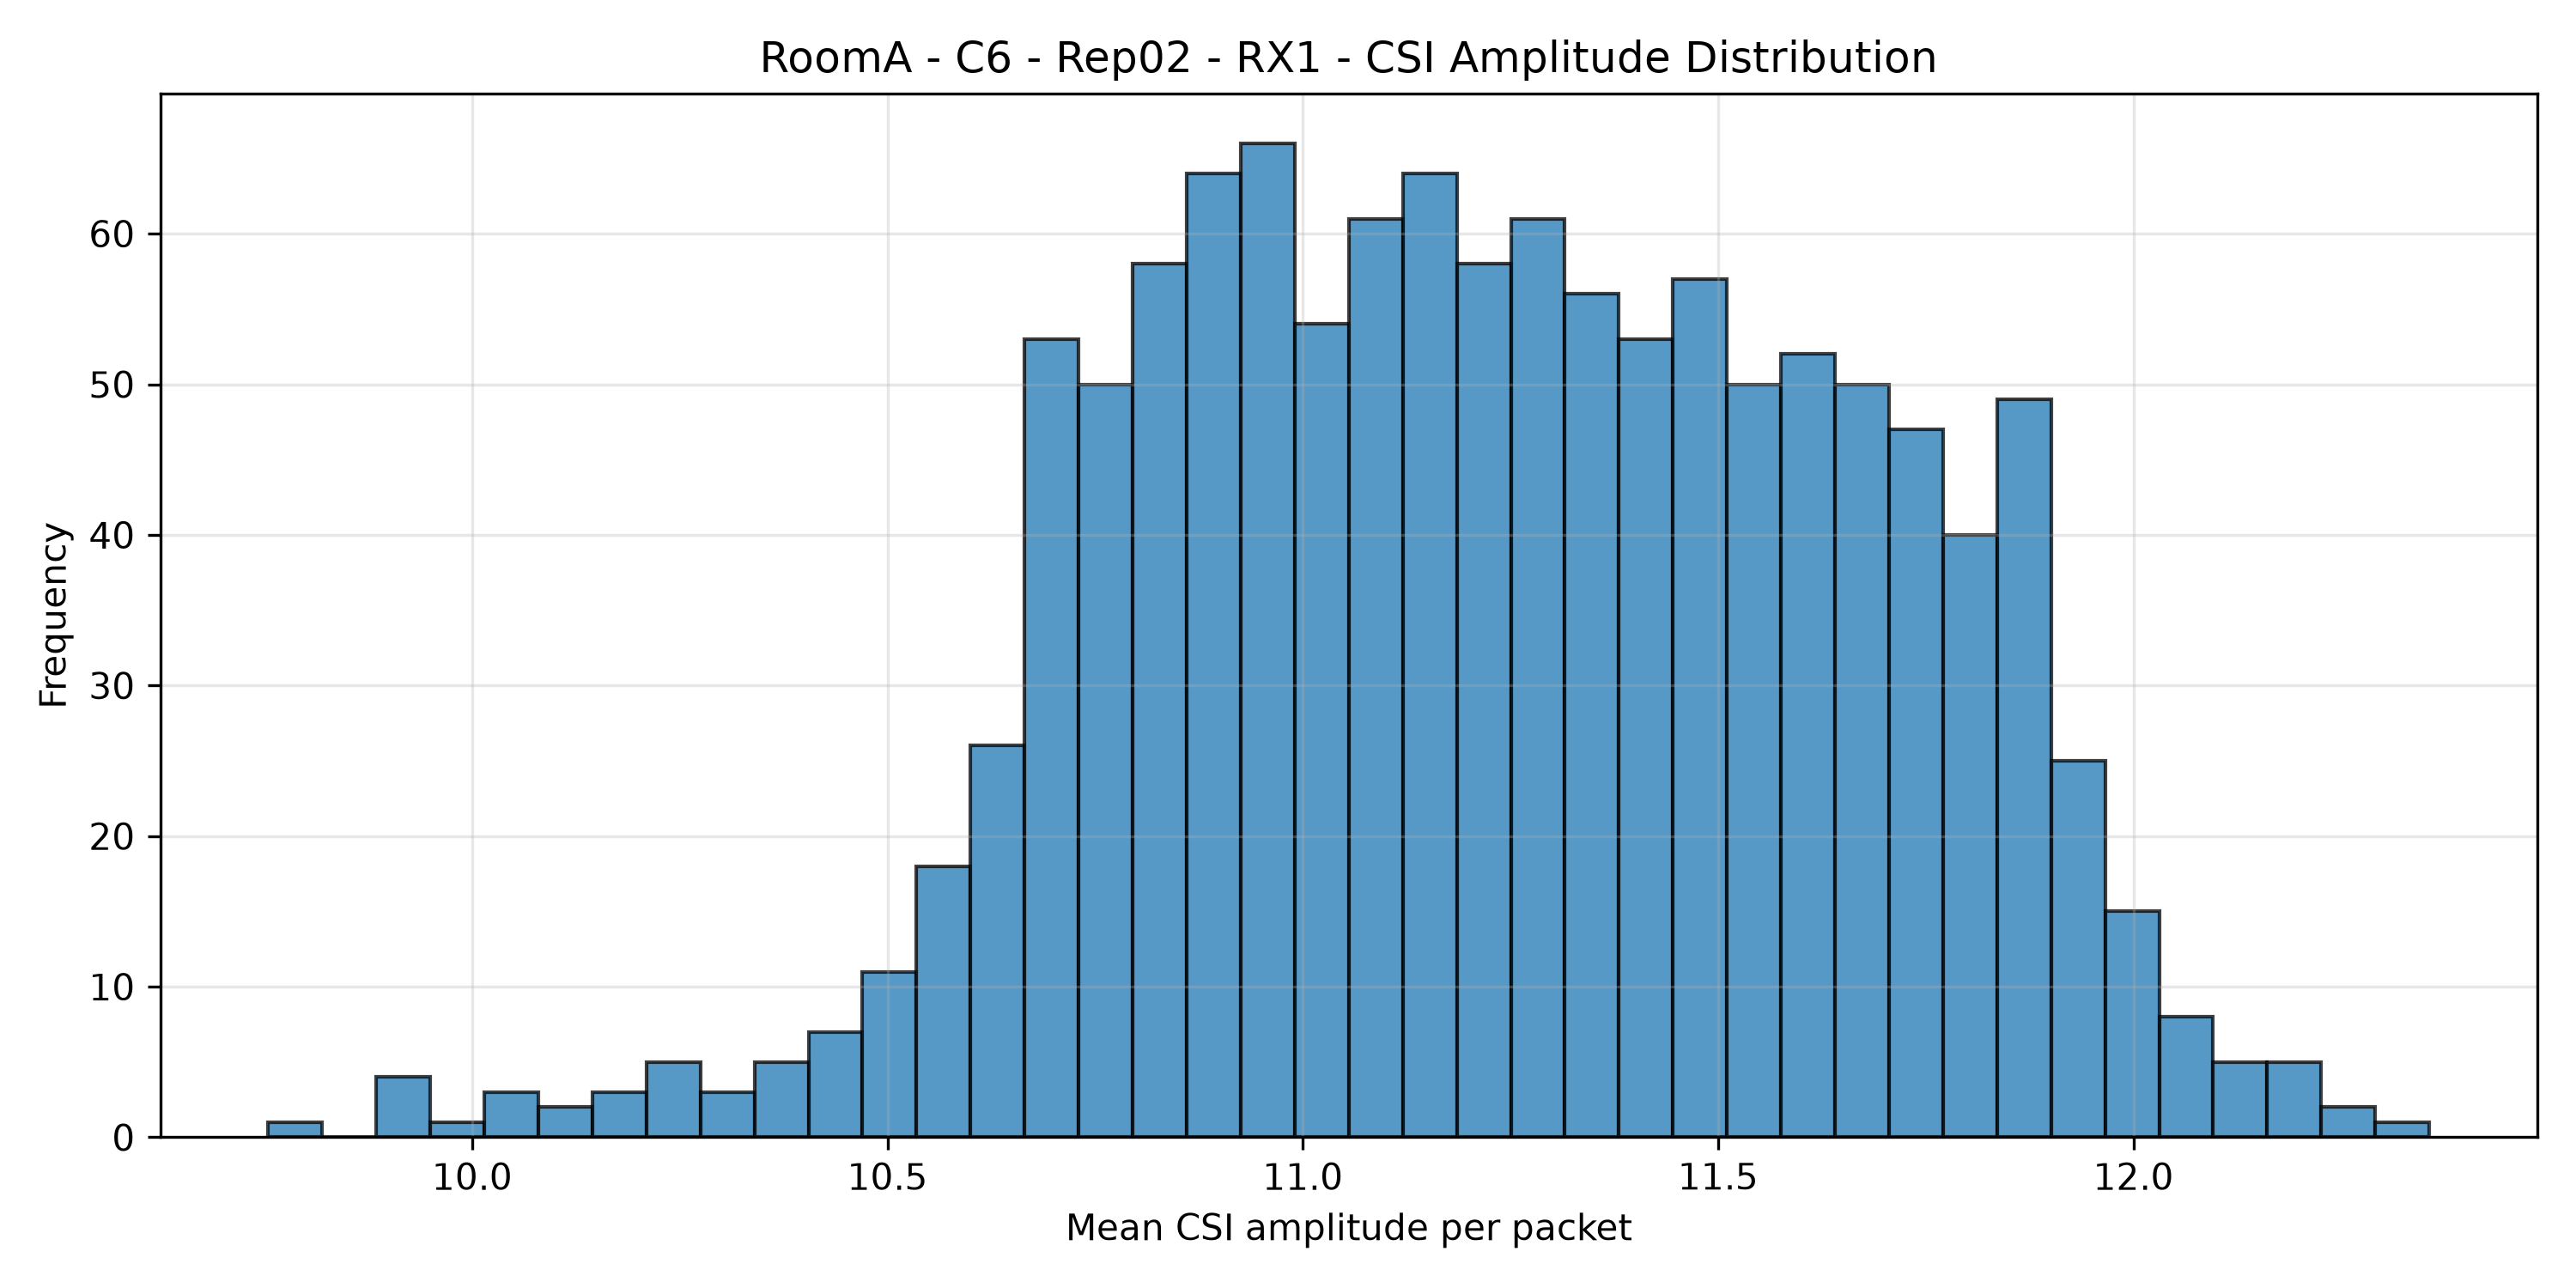 RoomA - C6 - Rep02 - RX1 - CSI Amplitude Distribution
Frequency
60
50
40
30
20
10
0
10.0 10.5 11.0 11.5 12.0
Mean CSI amplitude per packet